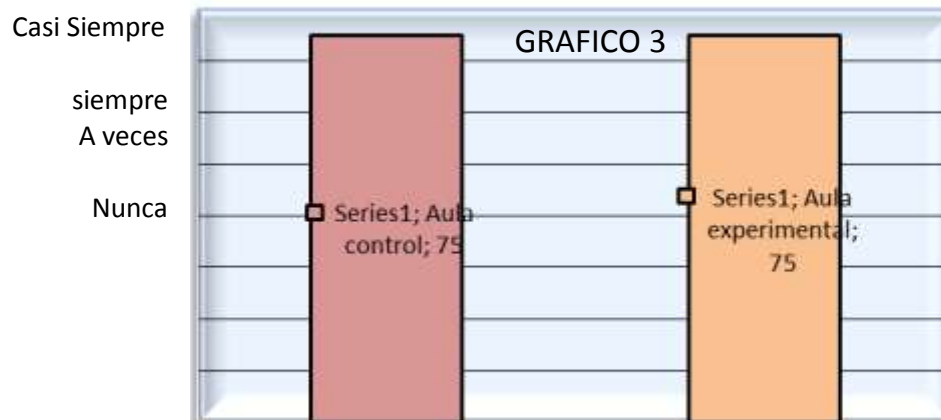 Casi Siempre
GRAFICO 3
siempre
A veces
Nunca
Series1; Aula
control; 75
Series1; Aula
experimental;
75